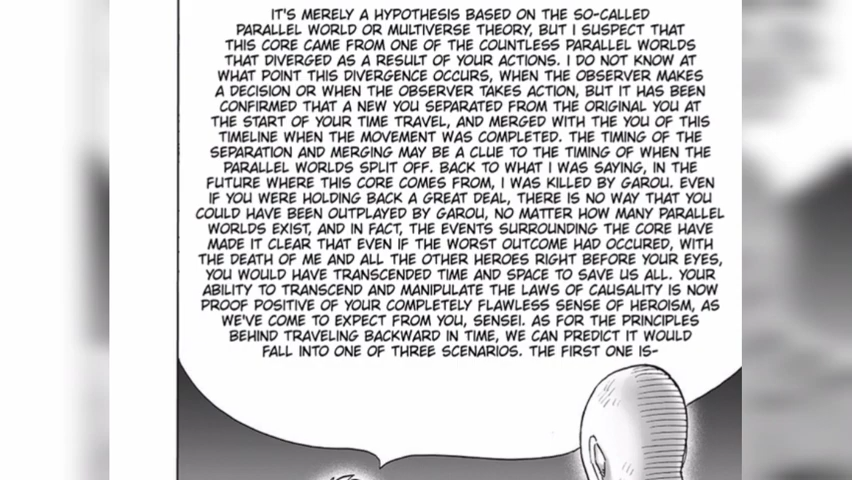 IT'S MERELY A HYPOTHESIS BASED ON THE SO-CALLED
PARALLEL WORLD OR MULTIVERSE THEORY, BUT I SUSPECT THAT
THIS CORE CAME FROM ONE OF THE COUNTLESS PARALLEL WORLDS
THAT DIVERGED AS A RESULT OF YOUR ACTIONS. I DO NOT KNOW AT
WHAT POINT THIS DIVERGENCE OCCURS, WHEN THE OBSERVER MAKES
A DECISION OR WHEN THE OBSERVER TAKES ACTION, BUT IT HAS BEEN
CONFIRMED THAT A NEW YOU SEPARATED FROM THE ORIGINAL YOU AT
THE START OF YOUR TIME TRAVEL, AND MERGED WITH THE YOU OF THIS
TIMELINE WHEN THE MOVEMENT WAS COMPLETED. THE TIMING OF THE
SEPARATION AND MERGING MAY BE A CLUE TO THE TIMING OF WHEN THE
PARALLEL WORLDS SPLIT OFF. BACK TO WHAT I WAS SAYING, IN THE
FUTURE WHERE THIS CORE COMES FROM, I WAS KILLED BY GAROU. EVEN
IF YOU WERE HOLDING BACK A GREAT DEAL, THERE IS NO WAY THAT YOU
COULD HAVE BEEN OUTPLAYED BY GAROU, NO MATTER HOW MANY PARALLEL
WORLDS EXIST, AND IN FACT, THE EVENTS SURROUNDING THE CORE HAVE
MADE IT CLEAR THAT EVEN IF THE WORST OUTCOME HAD OCCURED, WITH
THE DEATH OF ME AND ALL THE OTHER HEROES RIGHT BEFORE YOUR EYES,
YOU WOULD HAVE TRANSCENDED TIME AND SPACE TO SAVE US ALL. YOUR
ABILITY TO TRANSCEND AND MANIPULATE THE LAWS OF CAUSALITY IS NOW
PROOF POSITIVE OF YOUR COMPLETELY FLAWLESS SENSE OF HEROISM, AS
WE'VE COME TO EXPECT FROM YOU, SENSEI. AS FOR THE PRINCIPLES
BEHIND TRAVELING BACKWARD IN TIME, WE CAN PREDICT IT WOULD
FALL INTO ONE OF THREE SCENARIOS. THE FIRST ONE IS-